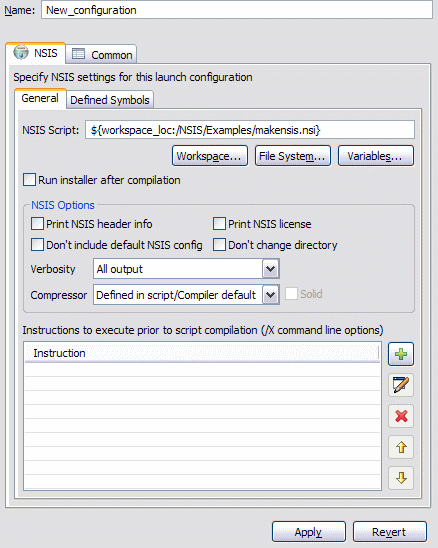 Name: New_configuration
NSIS Common
Specify NSIS settings for this launch configuration
General Defined Symbols
NSIS Script: ${workspace_loc:/NSIS/Examples/makensis.nsi}
Workspace... File System... Variables...
Run installer after compilation
NSIS Options
Print NSIS header info Print NSIS license
Don't include default NSIS config Don't change directory
Verbosity All output
Compressor Defined in script/Compiler default Solid
Instructions to execute prior to script compilation (/X command line options)
Instruction
Apply Revert